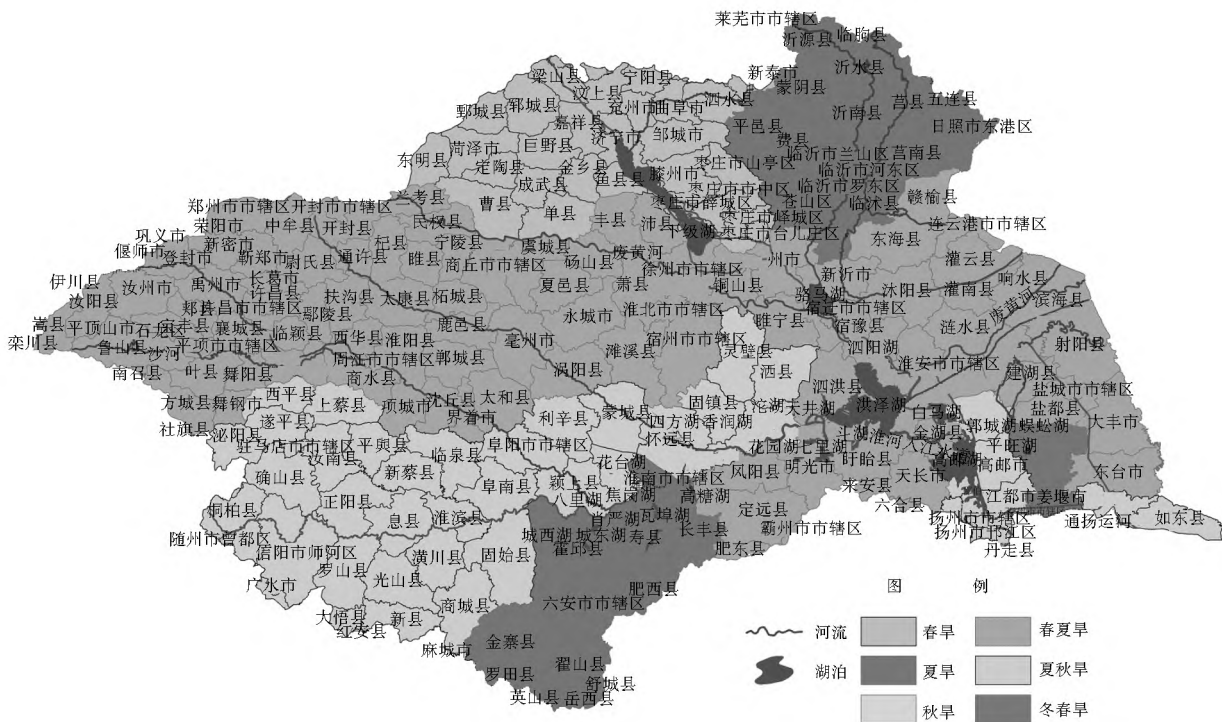 莱芜市市辖区
沂源县
临朐县
新泰市
蒙阴县
沂水县
沂南县
莒县
五连县
日照市东港区
平邑县
费县
临沂市兰山区
莒南县
临沂市河东区
临沂市罗东区
苍山区
临沭县
赣榆县
连云港市市辖区
东海县
梁山县
宁阳县
汶上县
兖州市
曲阜市
泗水县
鄄城县
郓城县
嘉祥县
济宁市
邹城市
菏泽市
巨野县
东明县
定陶县
金乡县
鱼县县
滕州市
枣庄市山亭区
枣庄市市中区
枣庄市薛城区
枣庄市峄城区
枣庄市台儿庄区
成武县
曹县
单县
丰县
沛县
平级湖
兰考县
民权县
郑州市市辖区
开封市市辖区
荥阳市
中牟县
开封县
巩义市
偃师市
登封市
新密市
靳郑市
尉氏县
通许县
杞县
睢县
宁陵县
商丘市市辖区
虞城县
砀山县
废黄河
徐州市市辖区
铜山县
州市
新沂市
骆马湖
沭阳县
灌云县
灌南县
响水县
废黄河
滨海县
伊川县
汝阳县
汝州市
禹州市
长葛市
许昌县
许昌市市辖区
郏县
扶沟县
太康县
柘城县
夏邑县
萧县
嵩县
栾川县
平顶山市
石龙区
宝丰县
襄城县
鄢陵县
临颍县
鲁山县
沙河
平项市市辖区
西华县
淮阳县
鹿邑县
永城市
淮北市市辖区
睢宁县
宿迁市市辖区
宿豫县
泗阳湖
涟水县
射阳县
南召县
叶县
舞阳县
周江市市辖区
商水县
郸城县
亳州市
濉溪县
宿州市市辖区
灵璧县
泗县
泗洪县
淮安市市辖区
建湖县
盐城市市辖区
盐都县
大丰市
方城县
舞钢市
西平县
上蔡县
项城市
沈丘县
界着市
太和县
涡阳县
利辛县
蒙城县
固镇县
沱湖
天井湖
洪泽湖
白马湖
郓城湖
蜈蚣湖
社旗县
泌阳县
遂平县
驻马店市市辖区
汝南县
平奥县
临泉县
阜阳市市辖区
四方湖
香润湖
怀远县
花园湖
七里湖
淮河
入江水
金湖县
平旺湖
高邮湖
高邮市
东台市
确山县
新蔡县
阜南县
颍上县
花台湖
淮南市市辖区
焦岗湖
高糖湖
凤阳县
明光市
盱眙县
天长市
来安县
六合县
江都市
姜堰市
桐柏县
正阳县
息县
淮滨县
八里湖
肖严湖
瓦埠湖
定远县
霸州市市辖区
扬州市市辖区
扬州市邗江区
丹走县
通扬运河
如东县
随州市曾都区
信阳市师阿区
罗山县
潢川县
固始县
城西湖
城东湖
霍邱县
寿县
长丰县
肥东县
广水市
光山县
大悟县
红安县
新县
商城县
麻城市
六安市市辖区
肥西县
金寨县
罗田县
翟山县
舒城县
英山县
岳西县
图 例
河流
春旱
春夏旱
湖泊
夏旱
夏秋旱
秋旱
冬春旱